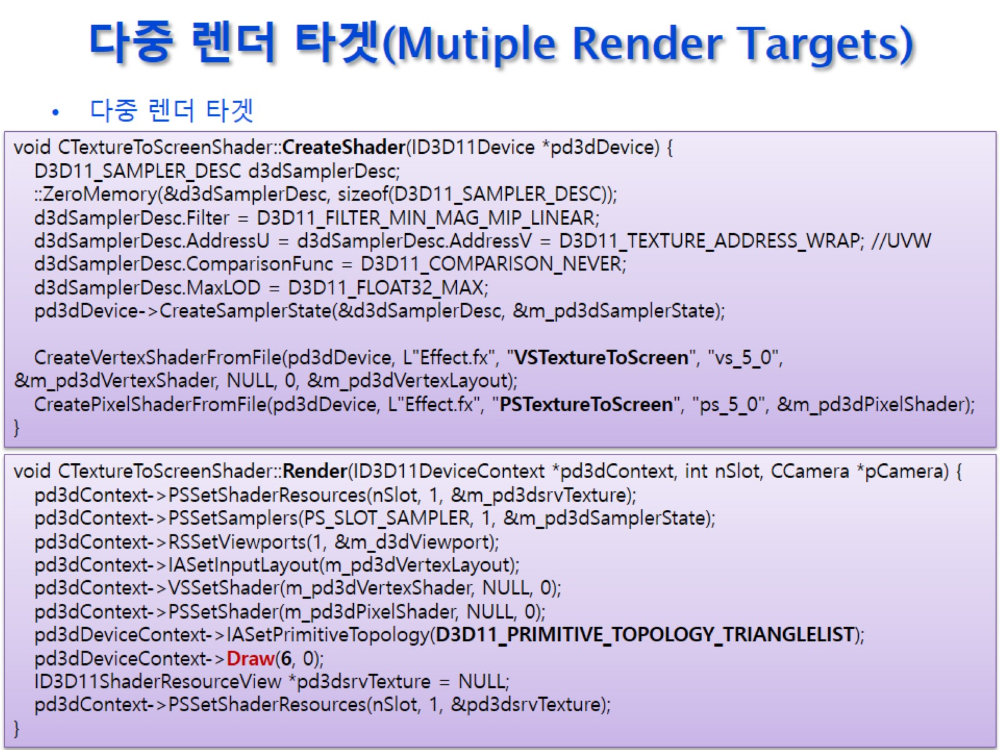 다중 렌더 타겟(Mutiple Render Targets)
• 다중 렌더 타겟
void CTextureToScreenShader::CreateShader(ID3D11Device *pd3dDevice) {
D3D11_SAMPLER_DESC d3dSamplerDesc;
::ZeroMemory(&d3dSamplerDesc, sizeof(D3D11_SAMPLER_DESC));
d3dSamplerDesc.Filter = D3D11_FILTER_MIN_MAG_MIP_LINEAR;
d3dSamplerDesc.AddressU = d3dSamplerDesc.AddressV = D3D11_TEXTURE_ADDRESS_WRAP; //UVW
d3dSamplerDesc.ComparisonFunc = D3D11_COMPARISON_NEVER;
d3dSamplerDesc.MaxLOD = D3D11_FLOAT32_MAX;
pd3dDevice->CreateSamplerState(&d3dSamplerDesc, &m_pd3dSamplerState);
CreateVertexShaderFromFile(pd3dDevice, L"Effect.fx", "VSTextureToScreen", "vs_5_0",
&m_pd3dVertexShader, NULL, 0, &m_pd3dVertexLayout);
CreatePixelShaderFromFile(pd3dDevice, L"Effect.fx", "PSTextureToScreen", "ps_5_0", &m_pd3dPixelShader);
}
void CTextureToScreenShader::Render(ID3D11DeviceContext *pd3dContext, int nSlot, CCamera *pCamera) {
pd3dContext->PSSetShaderResources(nSlot, 1, &m_pd3dsrvTexture);
pd3dContext->PSSetSamplers(PS_SLOT_SAMPLER, 1, &m_pd3dSamplerState);
pd3dContext->RSSetViewports(1, &m_d3dViewport);
pd3dContext->IASetInputLayout(m_pd3dVertexLayout);
pd3dContext->VSSetShader(m_pd3dVertexShader, NULL, 0);
pd3dContext->PSSetShader(m_pd3dPixelShader, NULL, 0);
pd3dDeviceContext->IASetPrimitiveTopology(D3D11_PRIMITIVE_TOPOLOGY_TRIANGLELIST);
pd3dDeviceContext->Draw(6, 0);
ID3D11ShaderResourceView *pd3dsrvTexture = NULL;
pd3dContext->PSSetShaderResources(nSlot, 1, &pd3dsrvTexture);
}